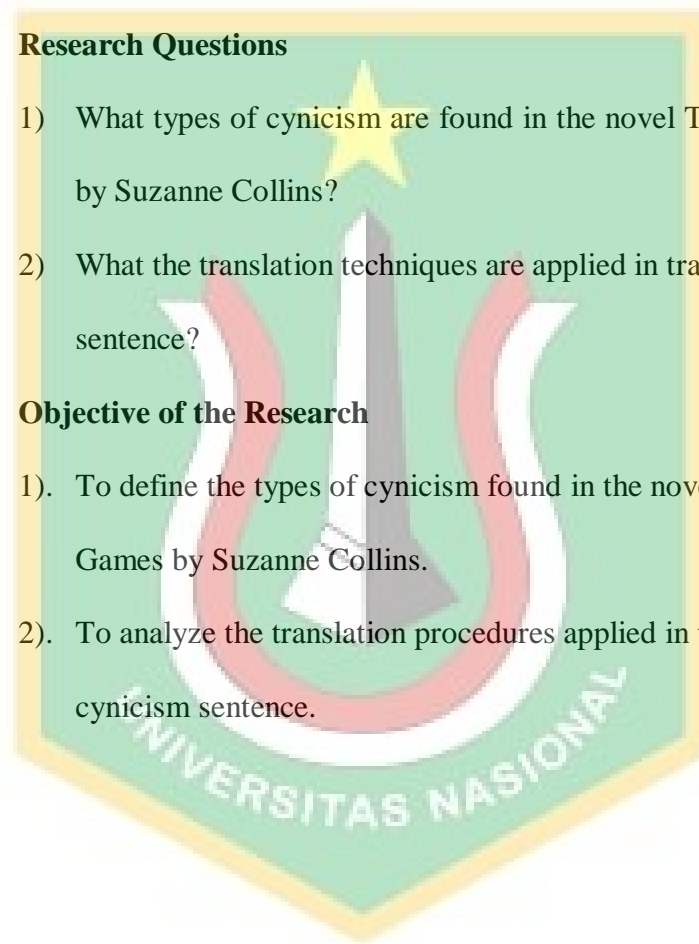 Research Questions
1) What types of cynicism are found in the novel T
by Suzanne Collins?
2) What the translation techniques are applied in tra
sentence?
Objective of the Research
1). To define the types of cynicism found in the nov
Games by Suzanne Collins.
2). To analyze the translation procedures applied in
cynicism sentence.
UNIVERSITAS NASIONAL